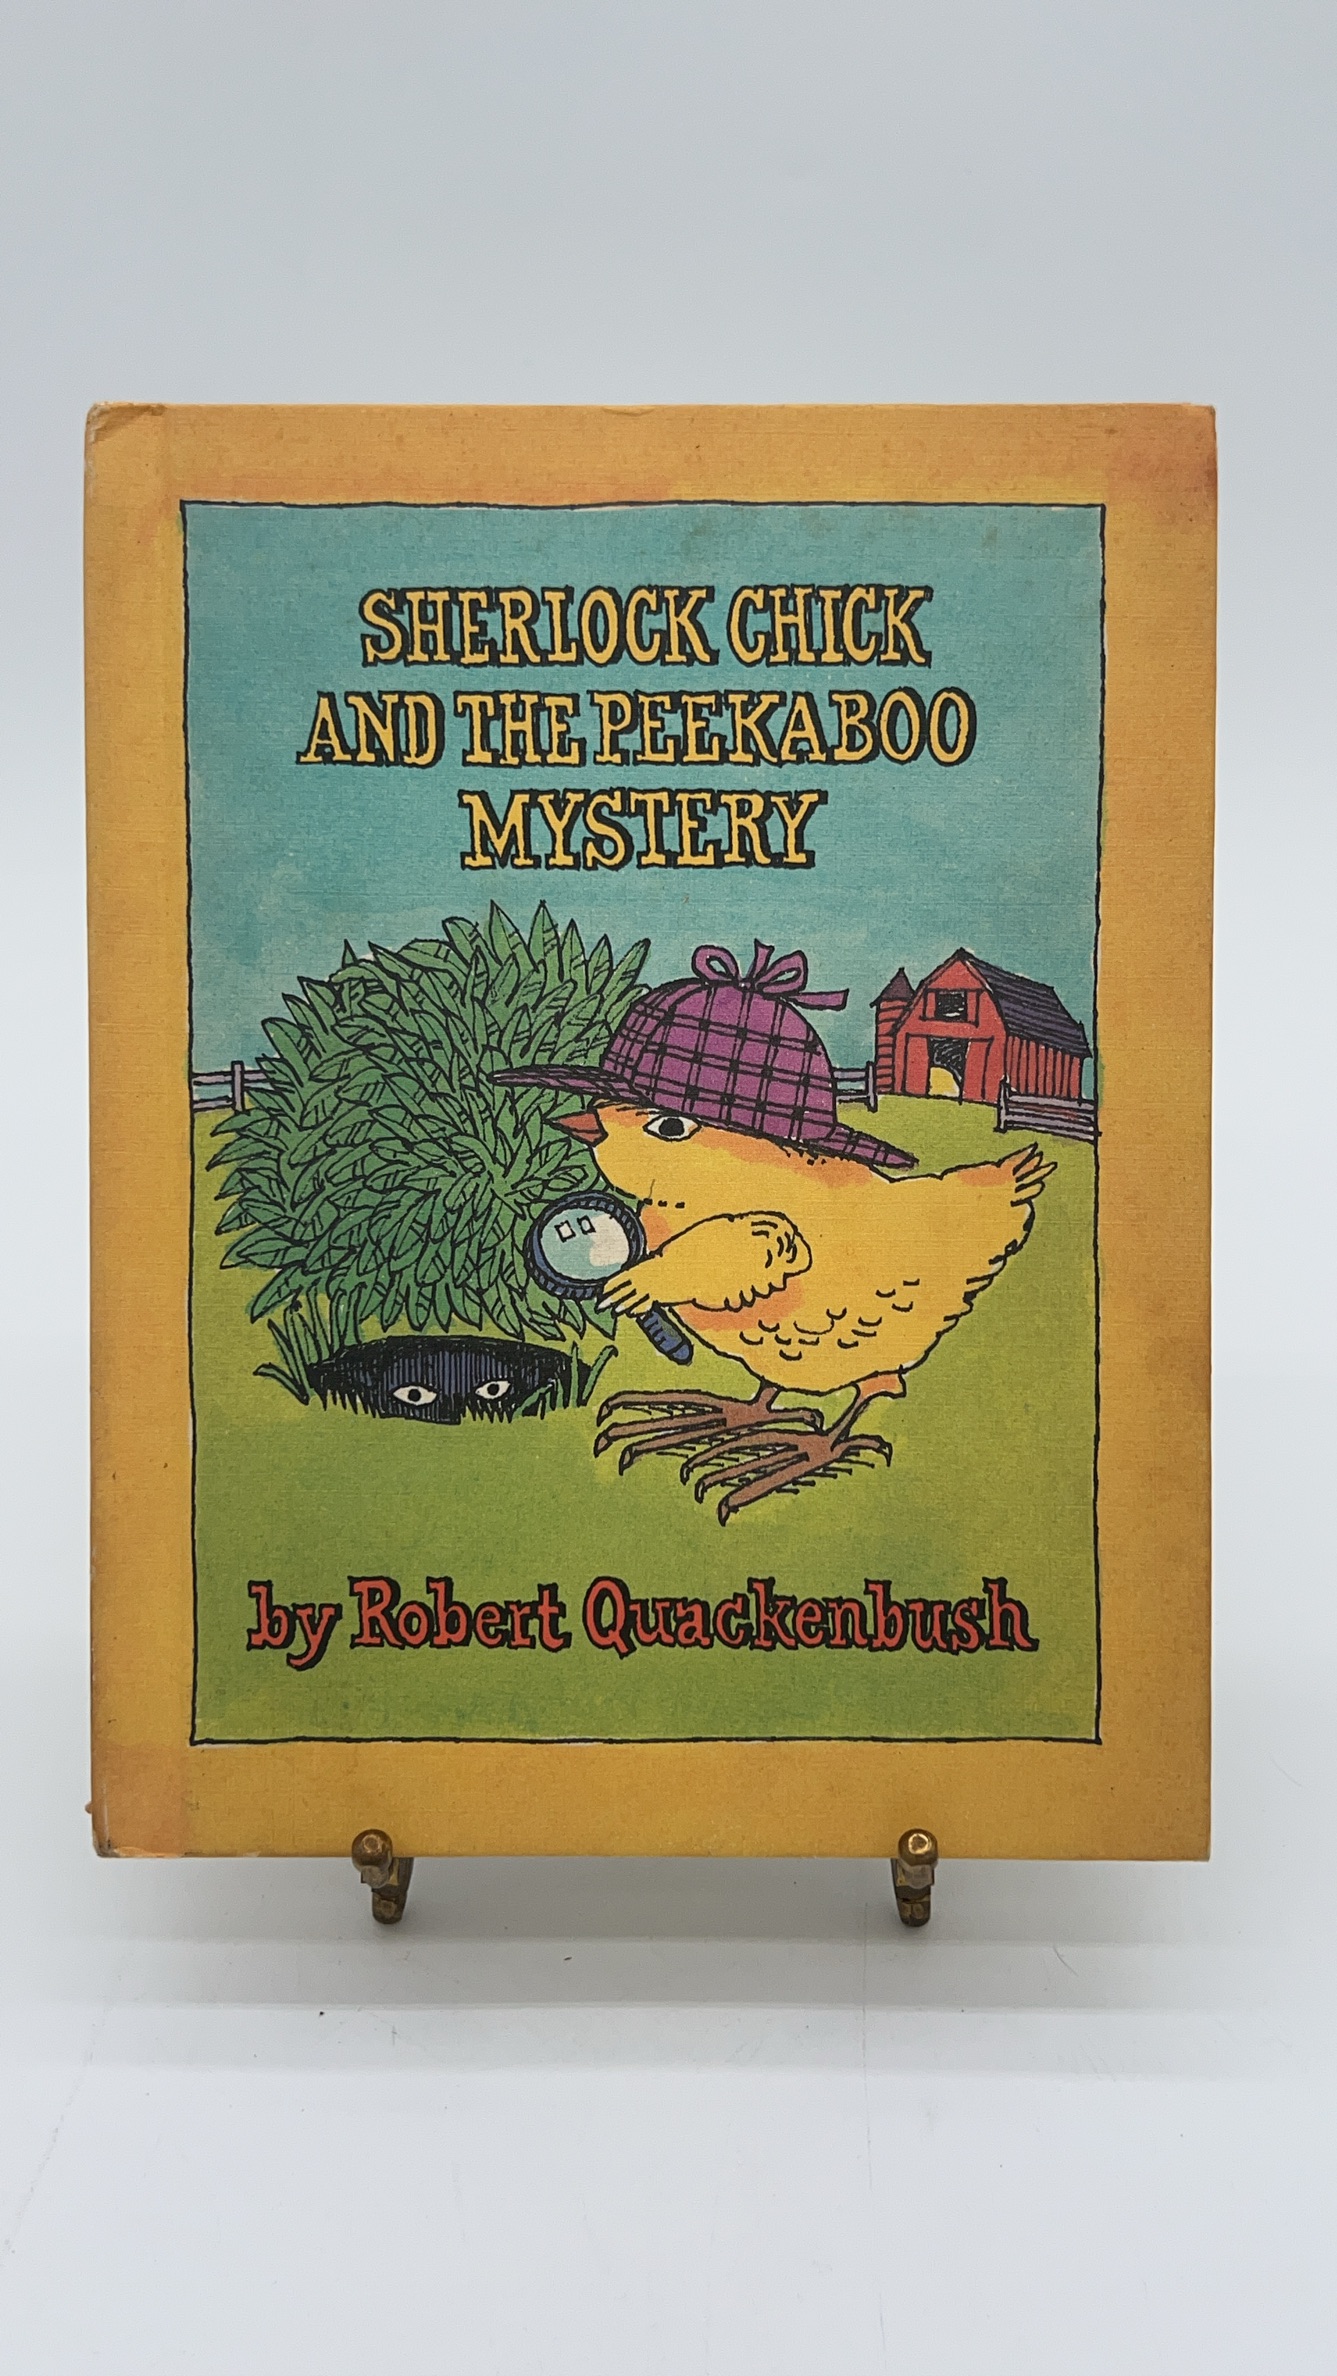 SHERLOCK CHICK
AND THE PEEKABOO
MYSTERY
by Robert Quackenbush